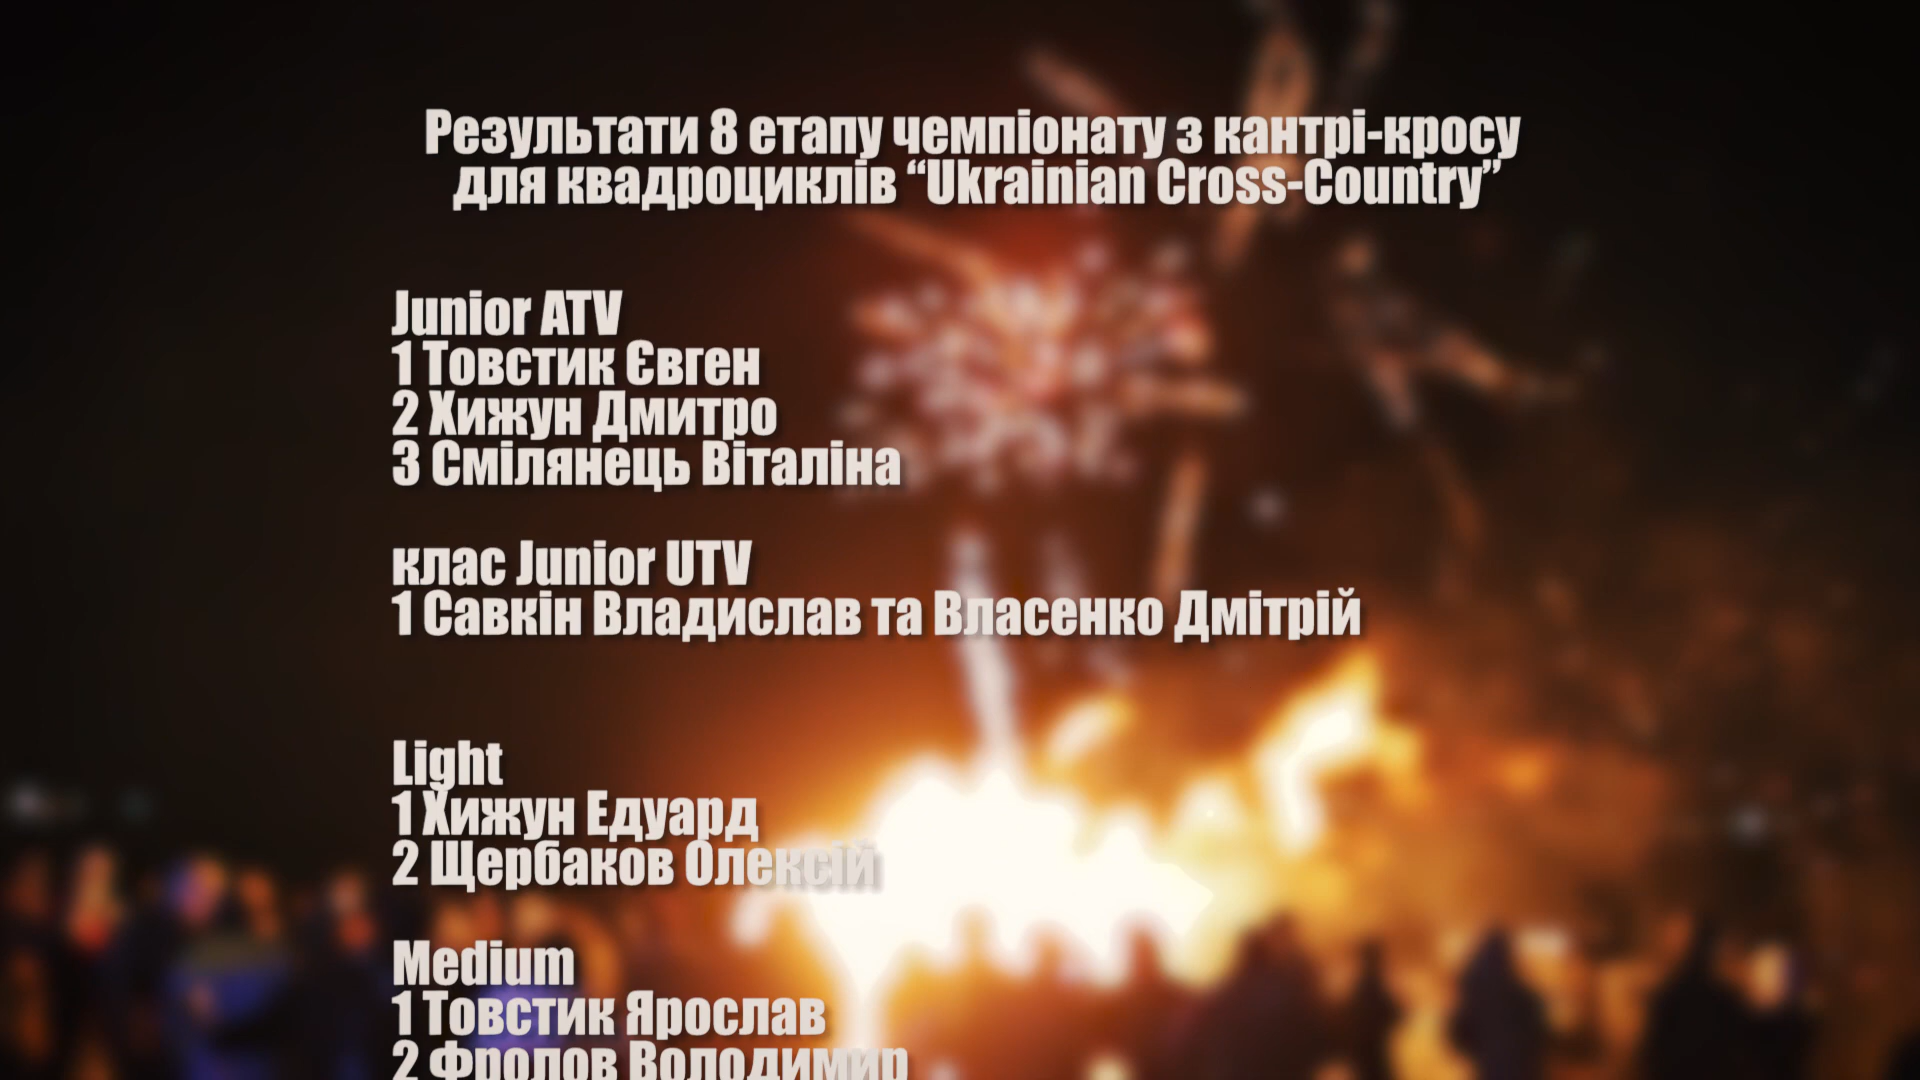 Результати 8 етапу чемпіонату з кантрі-кросу
для квадроциклів “Ukrainian Cross-Country”
Junior ATV
1 Товстик Євген
2 Хижун Дмитро
3 Смілянець Віталіна
клас Junior UTV
1 Савкін Владислав та Власенко Дмітрій
Light
1 Хижун Едуард
2 Щербаков Олексій
Medium
1 Товстик Ярослав
2 Фролов Володимир